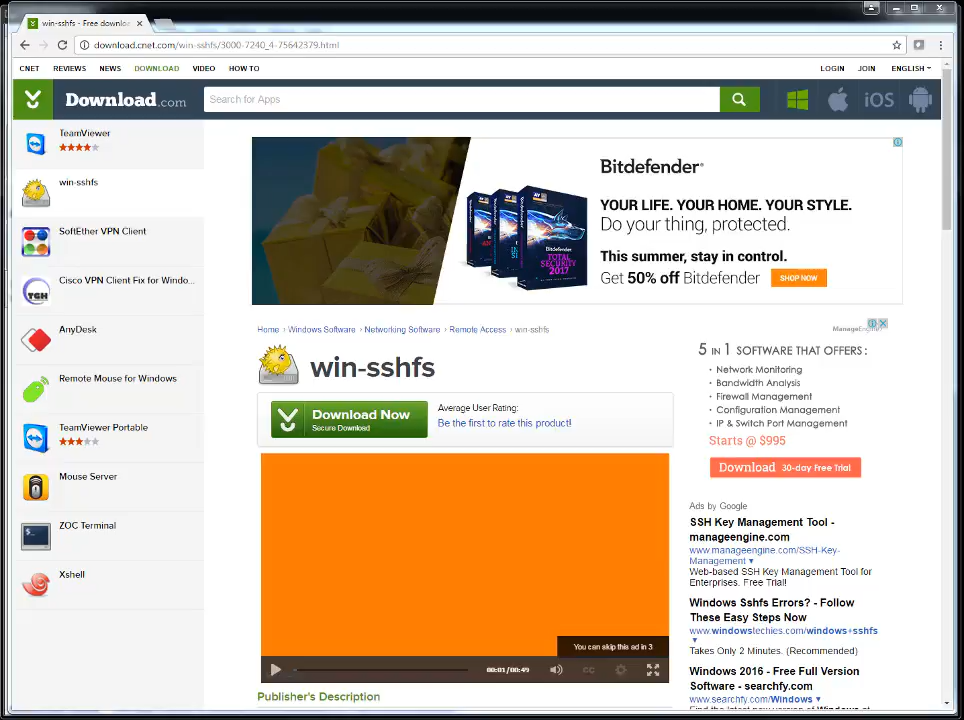 win-sshfs - Free downloa
download.cnet.com/win-sshfs/3000-7240_4-75642379.html
CNET REVIEWS NEWS DOWNLOAD VIDEO HOW TO LOGIN JOIN ENGLISH
Download.com Search for Apps iOS
TeamViewer
win-sshfs
SoftEther VPN Client
Cisco VPN Client Fix for Windo...
TGH
AnyDesk
Remote Mouse for Windows
TeamViewer Portable
Mouse Server
ZOC Terminal
Xshell
Bitdefender®
YOUR LIFE. YOUR HOME. YOUR STYLE.
Do your thing, protected.
This summer, stay in control.
Get 50% off Bitdefender SHOP NOW
TOTAL
SECURITY
2017
Home › Windows Software › Networking Software › Remote Access › win-sshfs
win-sshfs
Download Now
Secure Download
Average User Rating:
Be the first to rate this product!
You can skip this ad in 3
00:01/00:49
CC
Publisher's Description
5 IN 1 SOFTWARE THAT OFFERS :
• Network Monitoring
• Bandwidth Analysis
• Firewall Management
• Configuration Management
• IP & Switch Port Management
Starts @ $995
Download 30-day Free Trial
Ads by Google
SSH Key Management Tool -
manageengine.com
www.manageengine.com/SSH-Key-
Management ▾
Web-based SSH Key Management Tool for
Enterprises. Free Trial!
Windows Sshfs Errors? - Follow
These Easy Steps Now
www.windowstechies.com/windows+sshfs
▾
Takes Only 2 Minutes. (Recommended)
Windows 2016 - Free Full Version
Software - searchfy.com
www.searchfy.com/Windows ▾